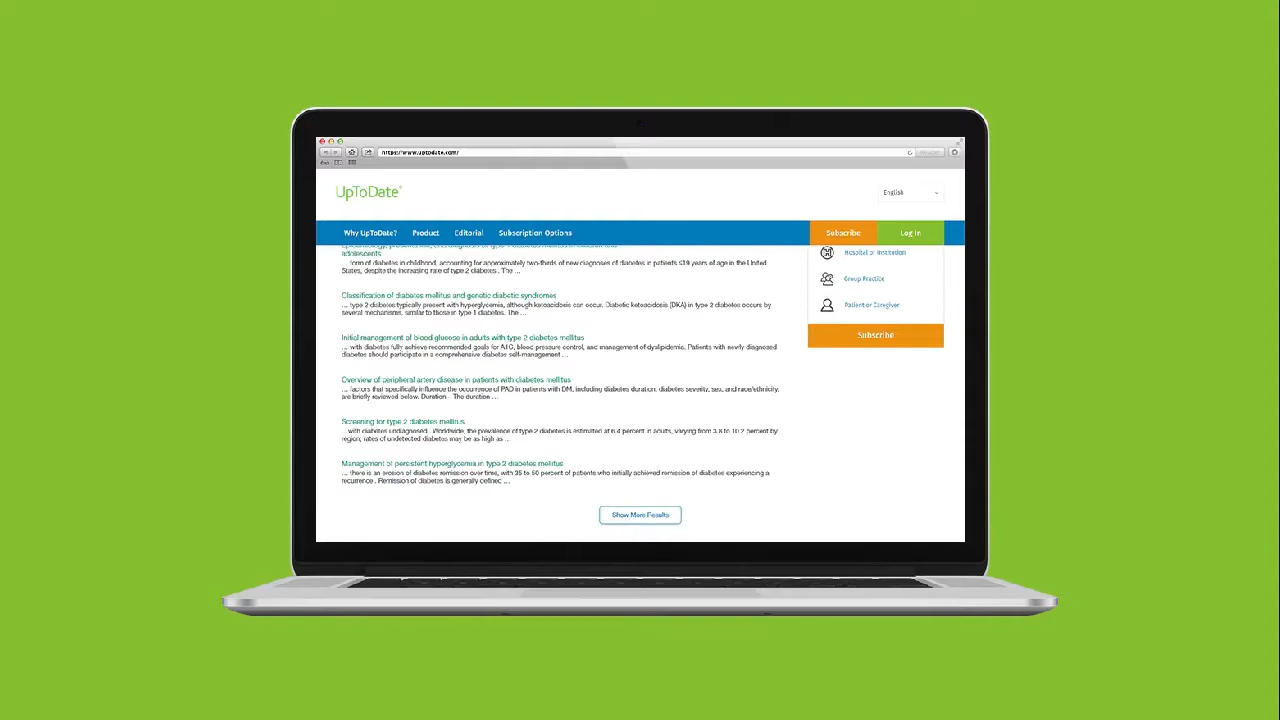 https://www.uptodate.com/
UpToDate®
English
Why UpToDate? Product Editorial Subscription Options
Subscribe Log In
adolescents
... form of diabetes in childhood, accounting for approximately two-thirds of new diagnoses of diabetes in patients ≤19 years of age in the United
States, despite the increasing rate of type 2 diabetes . The ...
Classification of diabetes mellitus and genetic diabetic syndromes
... type 2 diabetes typically present with hyperglycemia, although ketoacidosis can occur. Diabetic ketoacidosis (DKA) in type 2 diabetes occurs by
several mechanisms, similar to those in type 1 diabetes. The ...
Initial management of blood glucose in adults with type 2 diabetes mellitus
... with diabetes fully achieve recommended goals for A1C, blood pressure control, and management of dyslipidemia. Patients with newly diagnosed
diabetes should participate in a comprehensive diabetes self-management ...
Overview of peripheral artery disease in patients with diabetes mellitus
... factors that specifically influence the occurrence of PAD in patients with DM, including diabetes duration, diabetes severity, sex, and race/ethnicity,
are briefly reviewed below. Duration – The duration ...
Screening for type 2 diabetes mellitus
... with diabetes undiagnosed . Worldwide, the prevalence of type 2 diabetes is estimated at 6.4 percent in adults, varying from 3.8 to 10.2 percent by
region; rates of undetected diabetes may be as high as ...
Management of persistent hyperglycemia in type 2 diabetes mellitus
... there is an erosion of diabetes remission over time, with 35 to 50 percent of patients who initially achieved remission of diabetes experiencing a
recurrence . Remission of diabetes is generally defined ...
Show More Results
Hospital or Institution
Group Practice
Patient or Caregiver
Subscribe